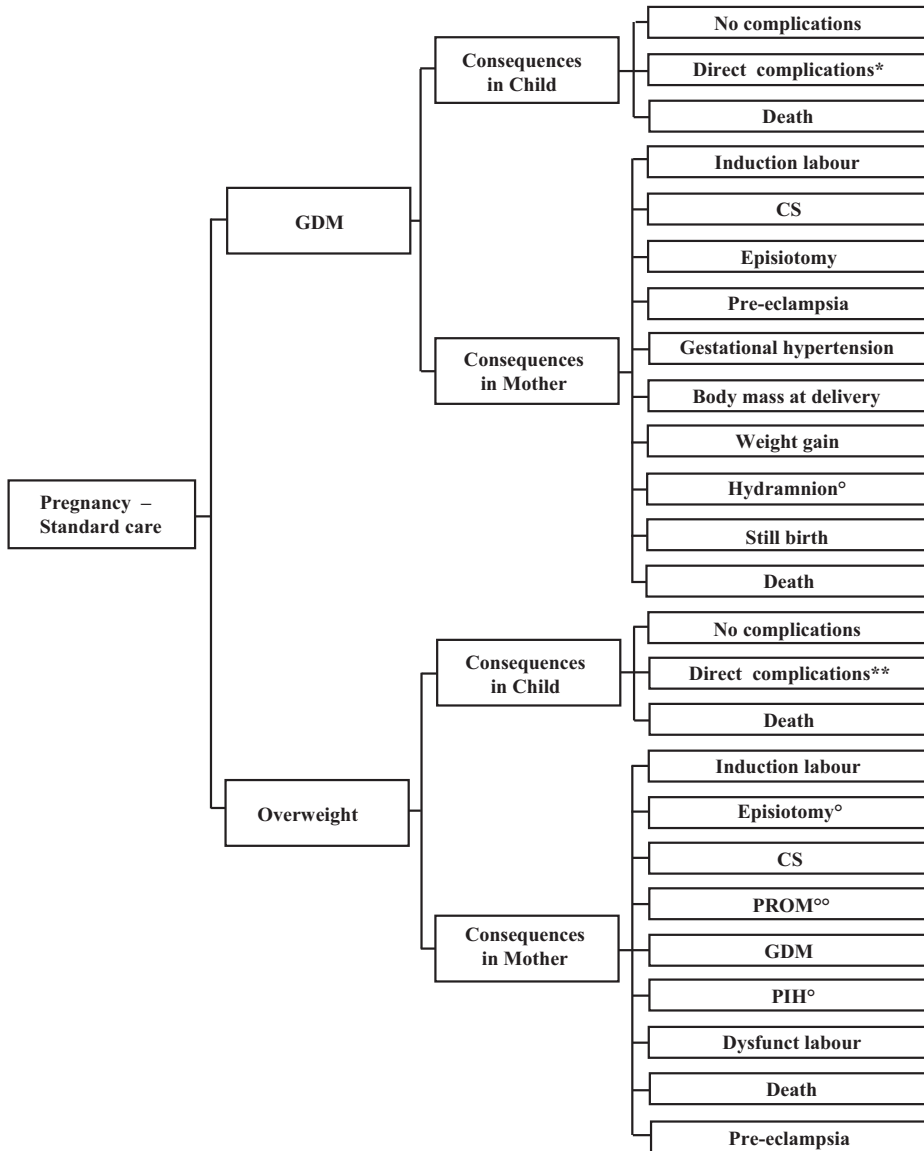 No complications
Consequences
in Child
Direct complications*
Death
Induction labour
GDM
CS
Episiotomy
Pre-eclampsia
Consequences
in Mother
Gestational hypertension
Body mass at delivery
Weight gain
Pregnancy –
Standard care
Hydramnion°
Still birth
Death
No complications
Consequences
in Child
Direct complications**
Death
Induction labour
Overweight
Episiotomy°
CS
PROM°°
Consequences
in Mother
GDM
PIH°
Dysfunct labour
Death
Pre-eclampsia